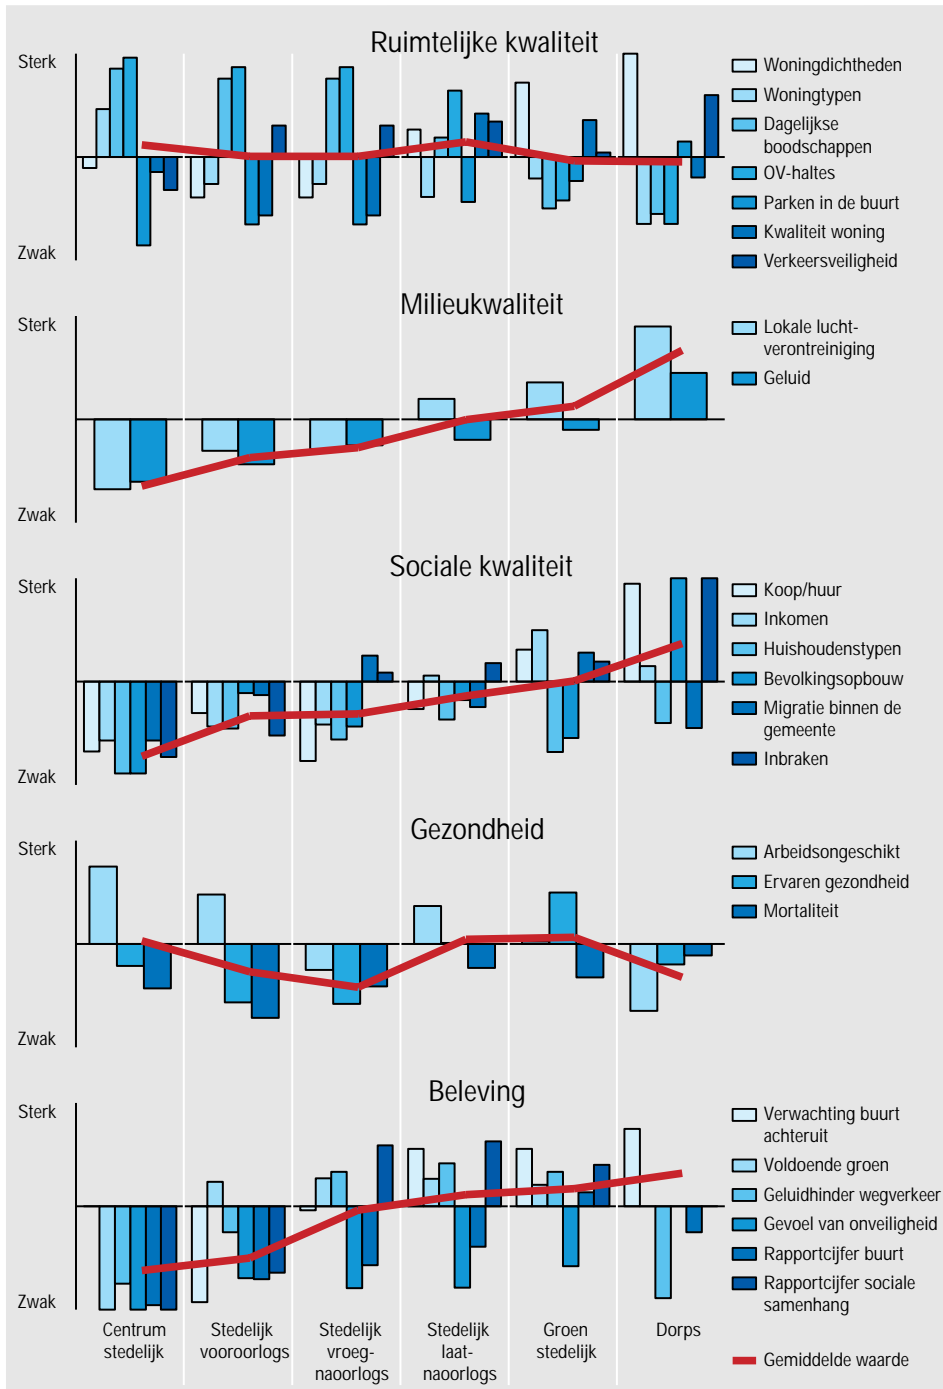 Ruimtelijke kwaliteit
Sterk
Zwak
Woningdichtheden
Woningtypen
Dagelijkse
boodschappen
OV-haltes
Parken in de buurt
Kwaliteit woning
Verkeersveiligheid
Milieukwaliteit
Sterk
Zwak
Lokale lucht-
verontreiniging
Geluid
Sociale kwaliteit
Sterk
Zwak
Koop/huur
Inkomen
Huishoudenstypen
Bevolkingsopbouw
Migratie binnen de
gemeente
Inbraken
Gezondheid
Sterk
Zwak
Arbeidsongeschikt
Ervaren gezondheid
Mortaliteit
Beleving
Sterk
Zwak
Verwachting buurt
achteruit
Voldoende groen
Geluidhinder wegverkeer
Gevoel van onveiligheid
Rapportcijfer buurt
Rapportcijfer sociale
samenhang
Gemiddelde waarde
Centrum
stedelijk
Stedelijk
vooroorlogs
Stedelijk
vroeg-
naoorlogs
Stedelijk
laat-
naoorlogs
Groen
stedelijk
Dorps